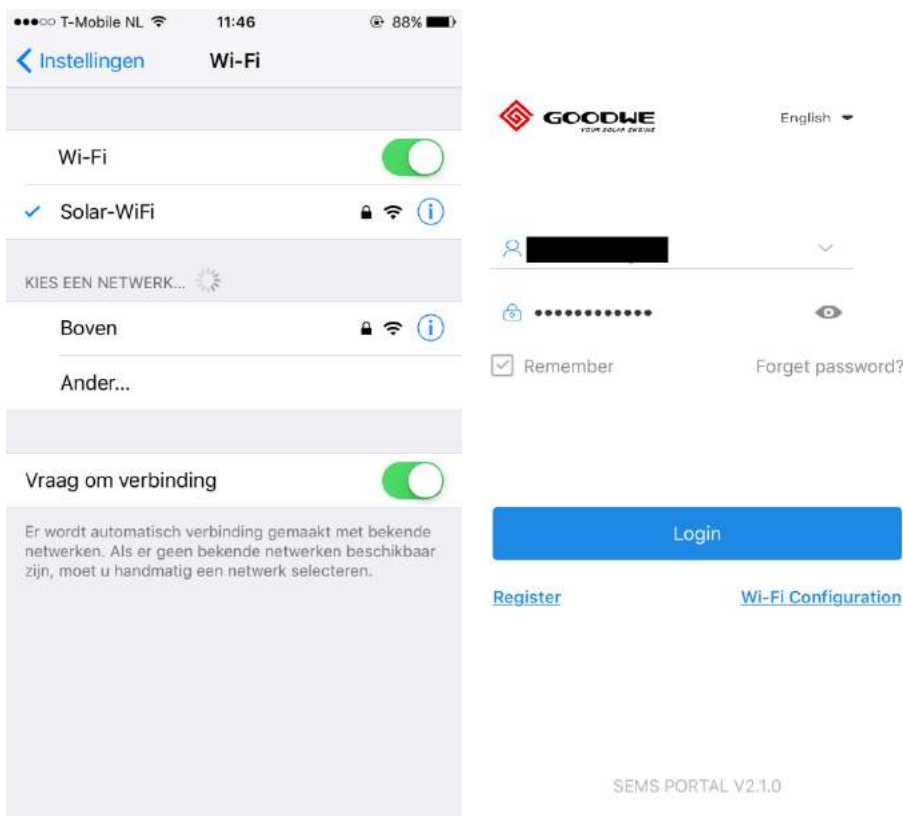 T-Mobile NL 11:46 88%
Instellingen Wi-Fi
Wi-Fi
Solar-WiFi
KIES EEN NETWERK...
Boven
Ander...
Vraag om verbinding
Er wordt automatisch verbinding gemaakt met bekende
netwerken. Als er geen bekende netwerken beschikbaar
zijn, moet u handmatig een netwerk selecteren.
GOODWE
YOUR SOLAR ENGINE
English
Remember Forget password?
Login
Register Wi-Fi Configuration
SEMS PORTAL V2.1.0